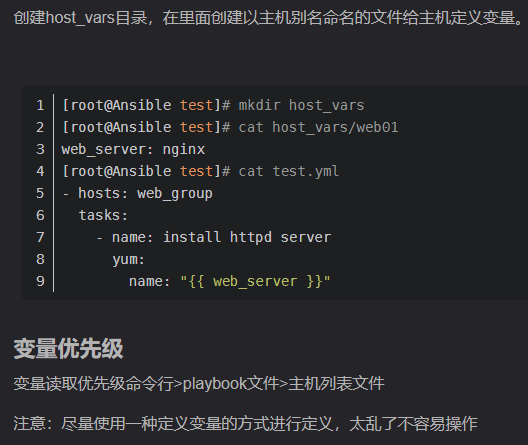 创建host_vars目录，在里面创建以主机别名命名的文件给主机定义变量。
1 [root@Ansible test]# mkdir host_vars
2 [root@Ansible test]# cat host_vars/web01
3 web_server: nginx
4 [root@Ansible test]# cat test.yml
5 - hosts: web_group
6   tasks:
7     - name: install httpd server
8       yum:
9         name: "{{ web_server }}"
变量优先级
变量读取优先级命令行>playbook文件>主机列表文件
注意：尽量使用一种定义变量的方式进行定义，太乱了不容易操作